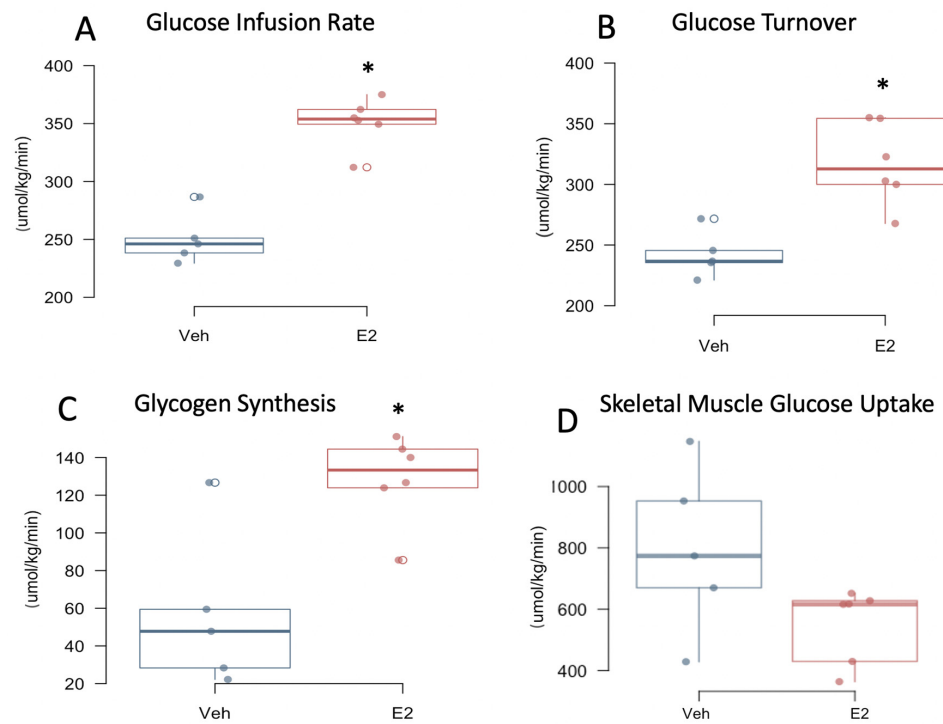 A
Glucose Infusion Rate
*
(umol/kg/min)
400
350
300
250
200
Veh
E2
B
Glucose Turnover
*
(umol/kg/min)
400
350
300
250
200
Veh
E2
C
Glycogen Synthesis
*
(umol/kg/min)
140
120
100
80
60
40
20
Veh
E2
D
Skeletal Muscle Glucose Uptake
(umol/kg/min)
1000
800
600
400
Veh
E2